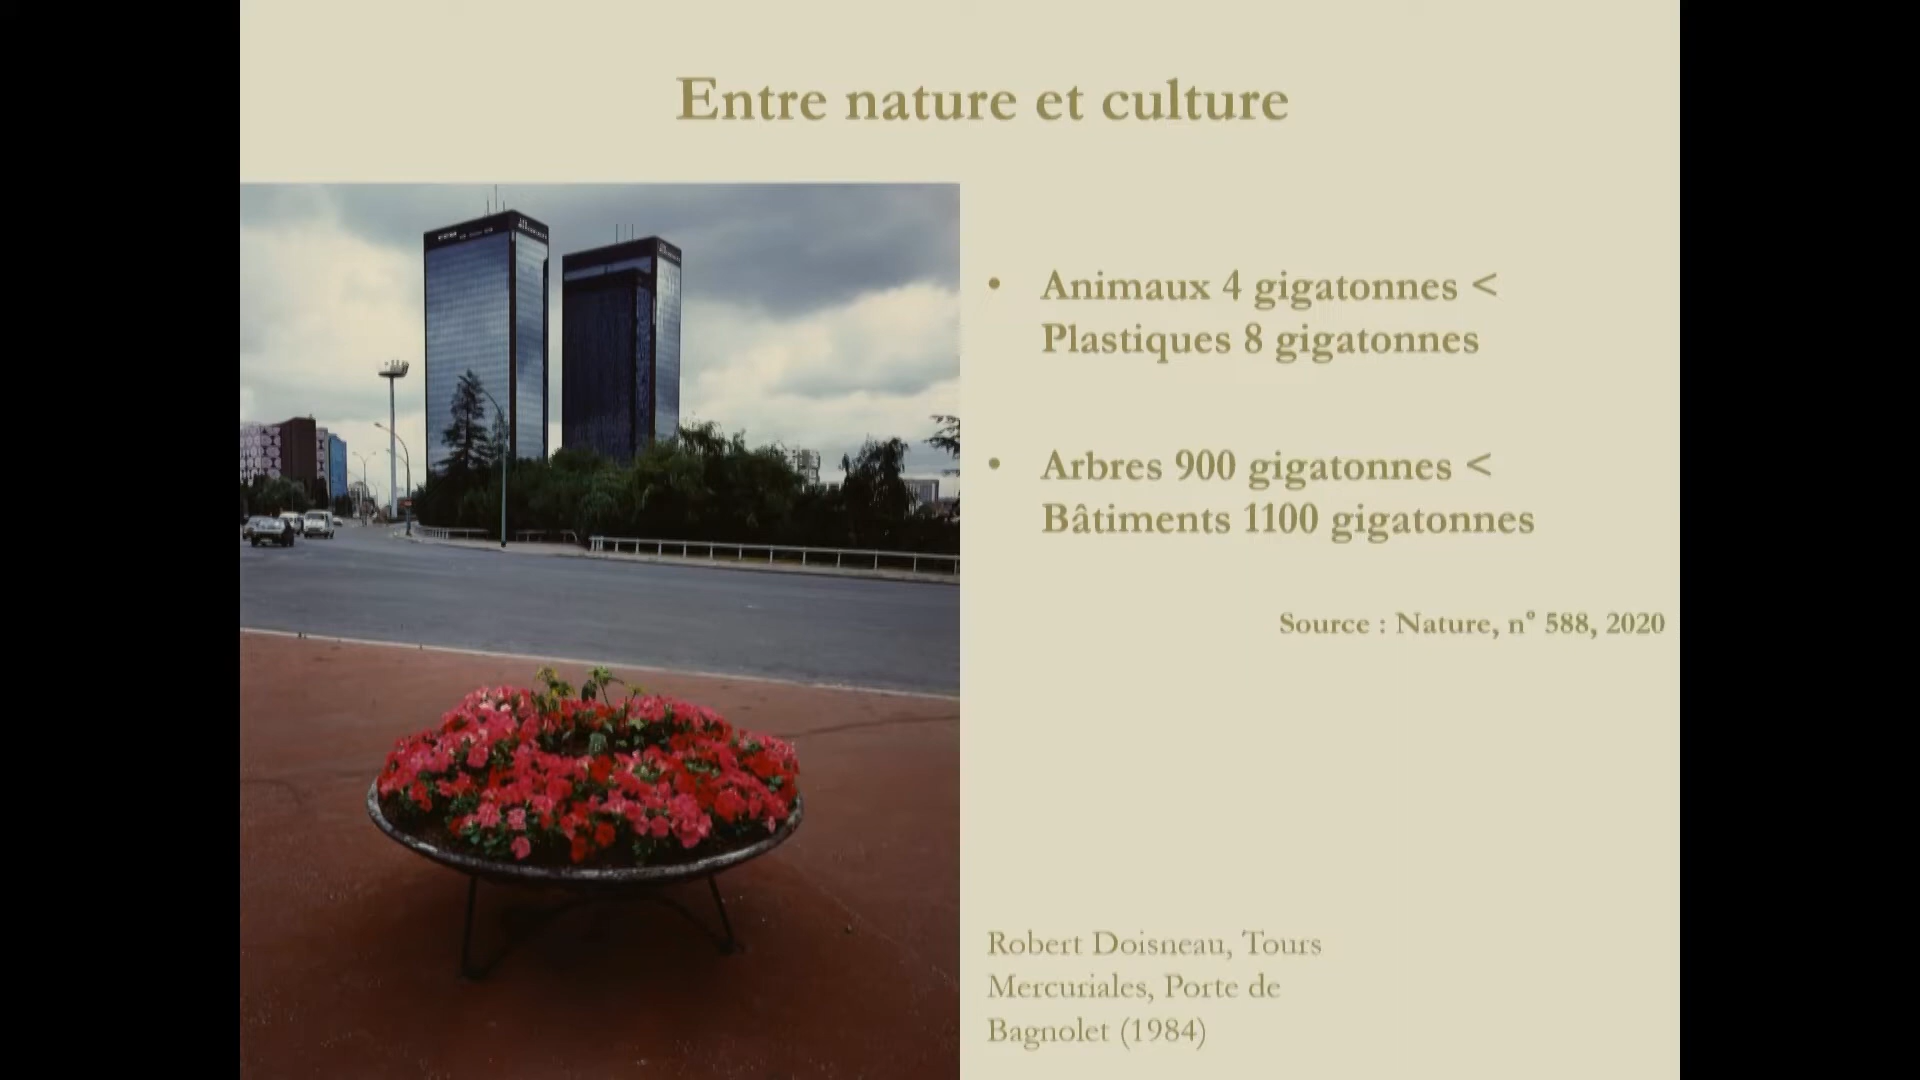 Entre nature et culture
• Animaux 4 gigatonnes <
Plastiques 8 gigatonnes
• Arbres 900 gigatonnes <
Bâtiments 1100 gigatonnes
Source : Nature, n° 588, 2020
Robert Doisneau, Tours
Mercuriales, Porte de
Bagnolet (1984)